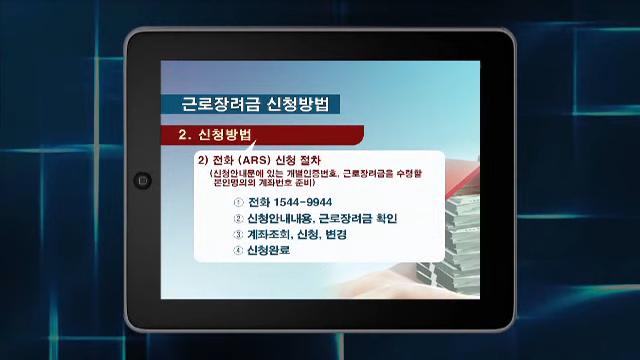 근로장려금 신청방법
2. 신청방법
2) 전화 (ARS) 신청 절차
(신청안내문에 있는 개별인증번호, 근로장려금을 수령할
본인명의의 계좌번호 준비)
① 전화 1544-9944
② 신청안내내용, 근로장려금 확인
③ 계좌조회, 신청, 변경
④ 신청완료